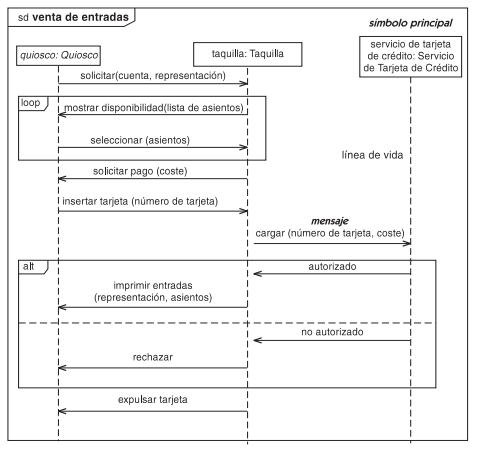 sd venta de entradas
símbolo principal
quiosco: Quiosco
taquilla: Taquilla
servicio de tarjeta
de crédito: Servicio
de Tarjeta de Crédito
solicitar(cuenta, representación)
loop
mostrar disponibilidad(lista de asientos)
seleccionar (asientos)
línea de vida
solicitar pago (coste)
insertar tarjeta (número de tarjeta)
mensaje
cargar (número de tarjeta, coste)
alt
autorizado
imprimir entradas
(representación, asientos)
no autorizado
rechazar
expulsar tarjeta